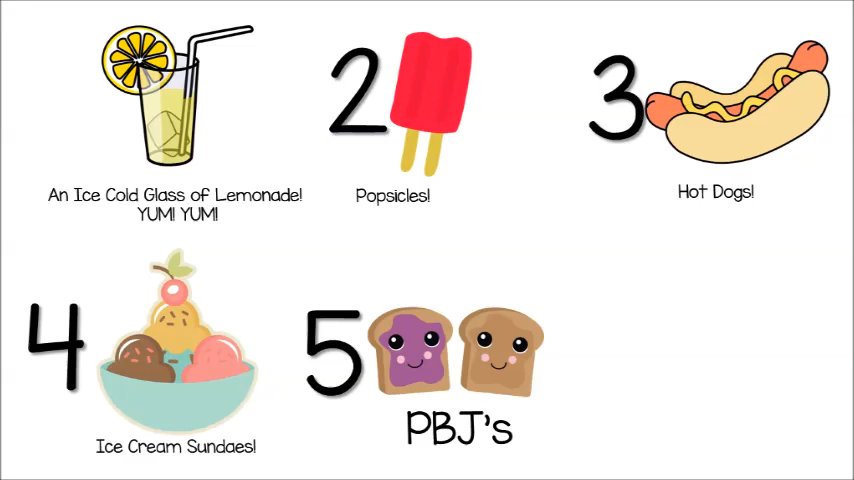 2
3
An Ice Cold Glass of Lemonade!
YUM! YUM!
Popsicles!
Hot Dogs!
4
5
PBJ's
Ice Cream Sundaes!